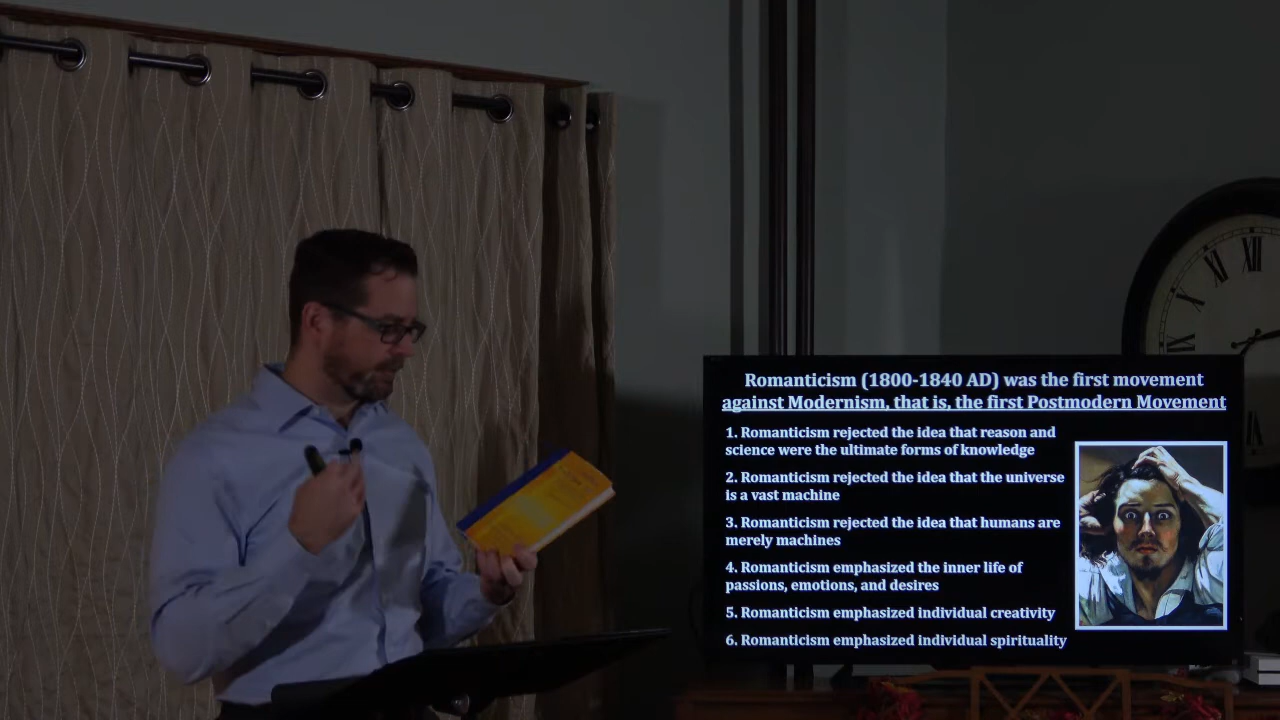 Romanticism (1800-1840 AD) was the first movement
against Modernism, that is, the first Postmodern Movement
1. Romanticism rejected the idea that reason and
science were the ultimate forms of knowledge
2. Romanticism rejected the idea that the universe
is a vast machine
3. Romanticism rejected the idea that humans are
merely machines
4. Romanticism emphasized the inner life of
passions, emotions, and desires
5. Romanticism emphasized individual creativity
6. Romanticism emphasized individual spirituality
IX
X
XI
XII